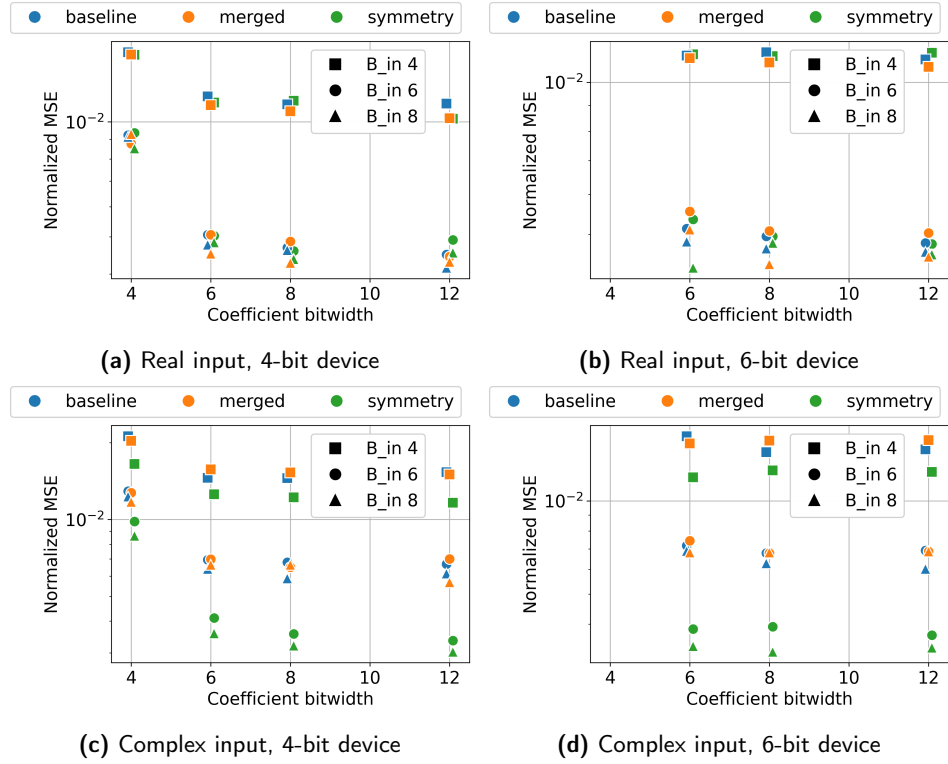 baseline merged symmetry
baseline merged symmetry
Normalized MSE
10⁻²
B_in 4
B_in 6
B_in 8
4 6 8 10 12
Coefficient bitwidth
Normalized MSE
10⁻²
B_in 4
B_in 6
B_in 8
4 6 8 10 12
Coefficient bitwidth
(a) Real input, 4-bit device
(b) Real input, 6-bit device
baseline merged symmetry
baseline merged symmetry
Normalized MSE
10⁻²
B_in 4
B_in 6
B_in 8
4 6 8 10 12
Coefficient bitwidth
Normalized MSE
10⁻²
B_in 4
B_in 6
B_in 8
4 6 8 10 12
Coefficient bitwidth
(c) Complex input, 4-bit device
(d) Complex input, 6-bit device